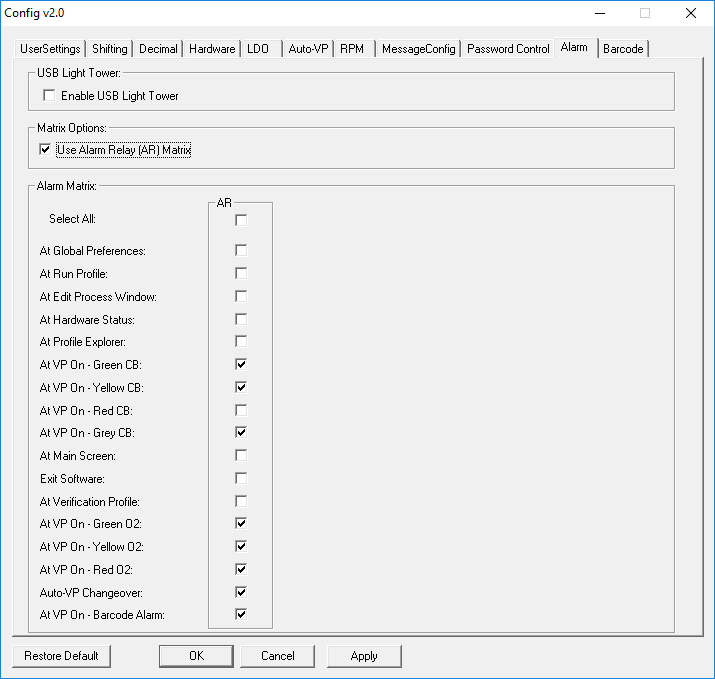 Config v2.0
UserSettings Shifting Decimal Hardware LDO Auto-VP RPM MessageConfig Password Control Alarm Barcode
USB Light Tower:
Enable USB Light Tower
Matrix Options:
Use Alarm Relay (AR) Matrix
Alarm Matrix:
AR
Select All:
At Global Preferences:
At Run Profile:
At Edit Process Window:
At Hardware Status:
At Profile Explorer:
At VP On - Green CB:
At VP On - Yellow CB:
At VP On - Red CB:
At VP On - Grey CB:
At Main Screen:
Exit Software:
At Verification Profile:
At VP On - Green O2:
At VP On - Yellow O2:
At VP On - Red O2:
Auto-VP Changeover:
At VP On - Barcode Alarm:
Restore Default OK Cancel Apply